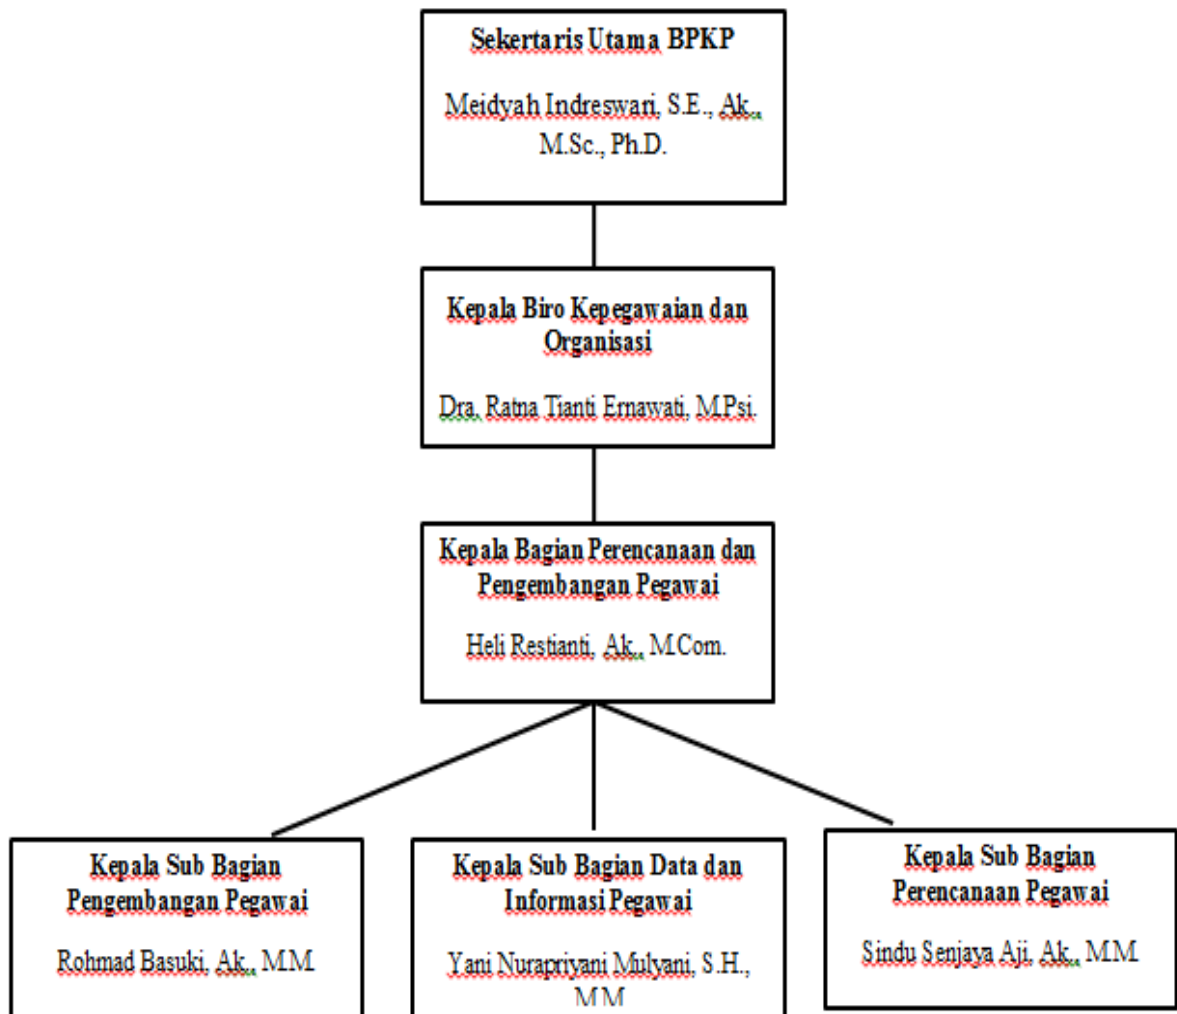 Sekertaris Utama BPKP
Meidyah Indreswari, S.E., Ak.,
M.Sc., Ph.D.
Kepala Biro Kepegawaian dan
Organisasi
Dra. Ratna Tianti Ernawati, M.Psi.
Kepala Bagian Perencanaan dan
Pengembangan Pegawai
Heli Restianti, Ak., M.Com.
Kepala Sub Bagian
Pengembangan Pegawai
Rohmad Basuki, Ak., M.M.
Kepala Sub Bagian Data dan
Informasi Pegawai
Yani Nurapriyani Mulyani, S.H.,
M.M.
Kepala Sub Bagian
Perencanaan Pegawai
Sindu Senjaya Aji, Ak., M.M.